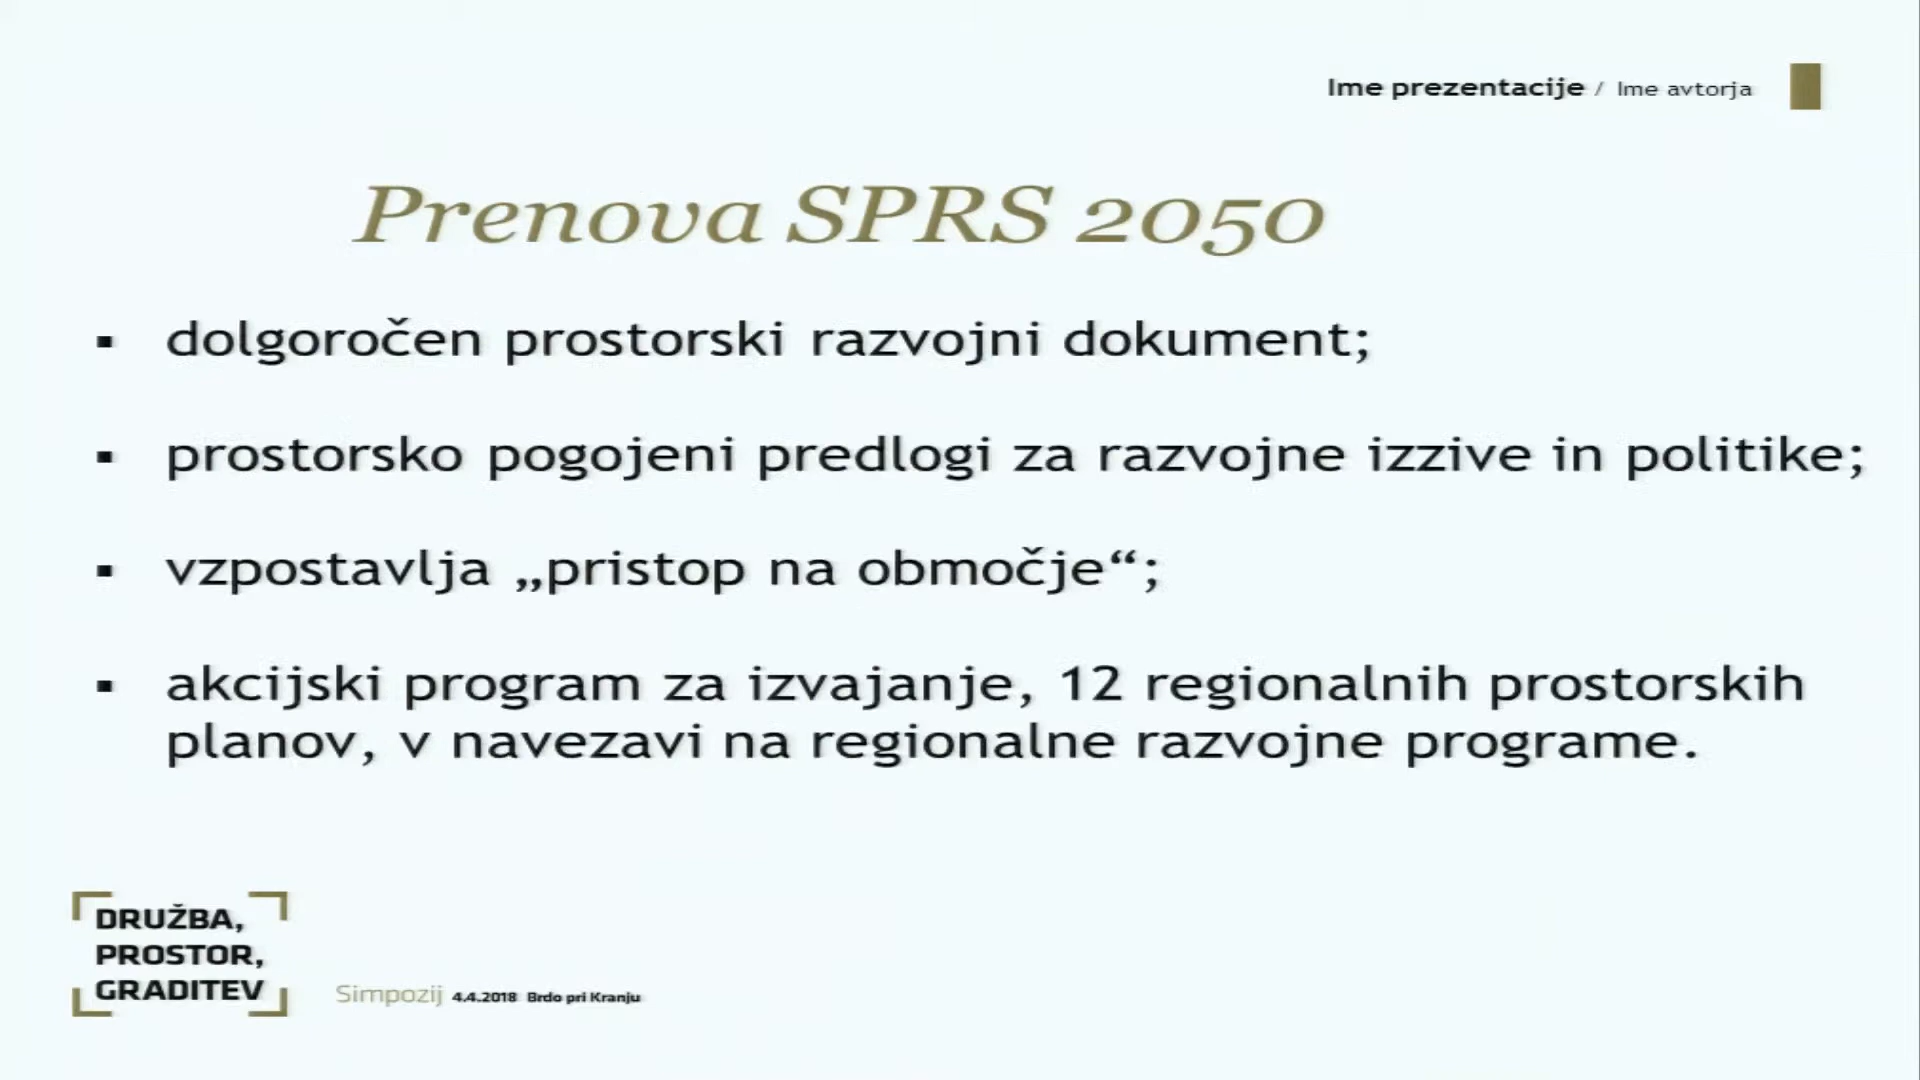 Ime prezentacije / Ime avtorja
Prenova SPRS 2050
▪ dolgoročen prostorski razvojni dokument;
▪ prostorsko pogojeni predlogi za razvojne izzive in politike;
▪ vzpostavlja „pristop na območje“;
▪ akcijski program za izvajanje, 12 regionalnih prostorskih
planov, v navezavi na regionalne razvojne programe.
DRUŽBA,
PROSTOR,
GRADITEV
Simpozij 4.4.2018 Brdo pri Kranju